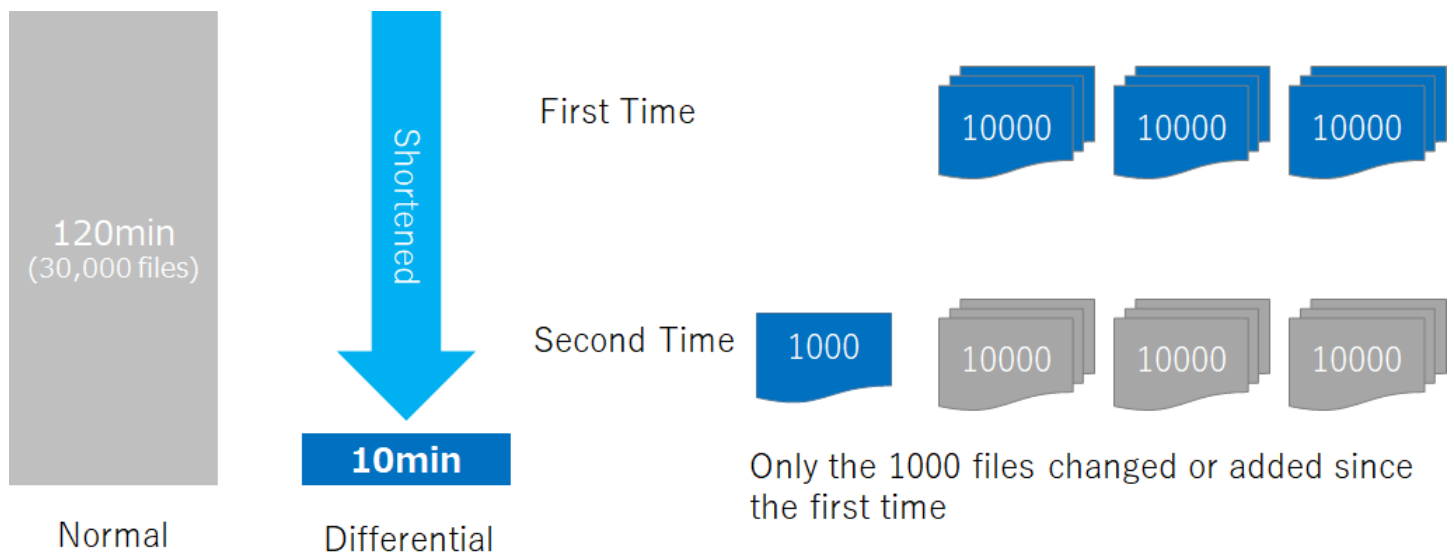 120min
(30,000 files)
Normal
Shortened
10min
Differential
First Time
10000
10000
10000
Second Time
1000
10000
10000
10000
Only the 1000 files changed or added since
the first time